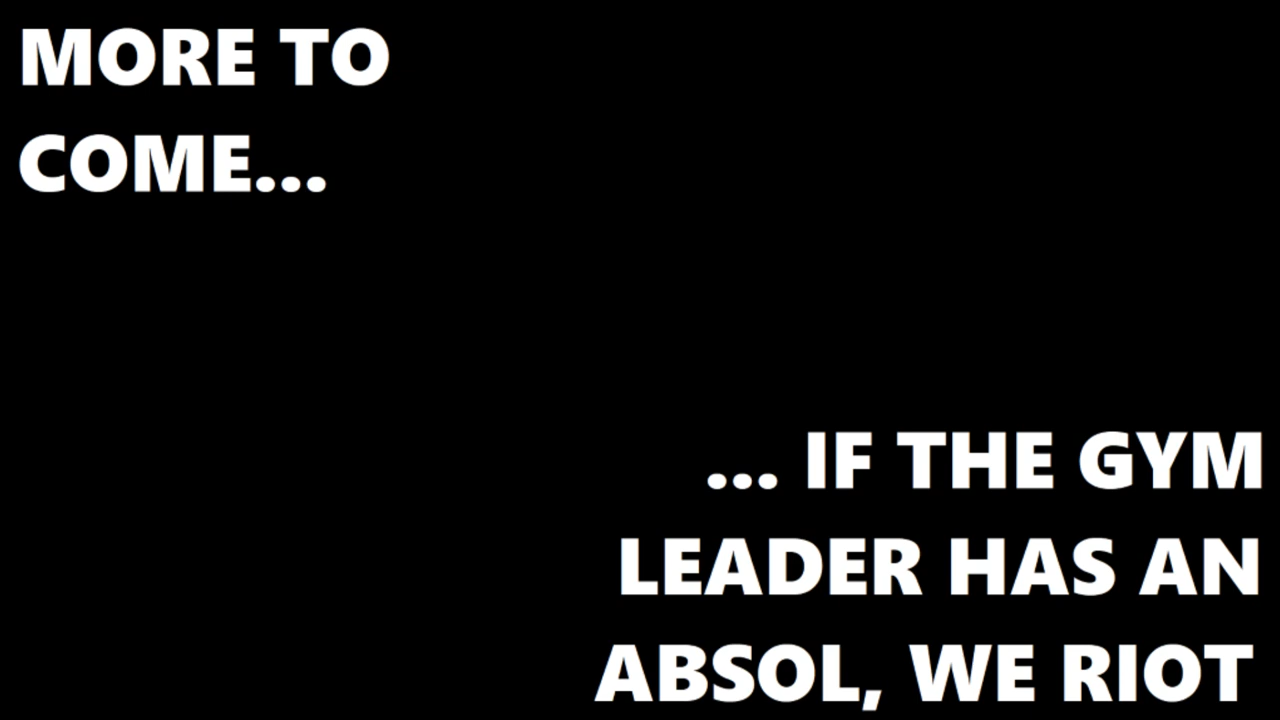 MORE TO
COME...
... IF THE GYM
LEADER HAS AN
ABSOL, WE RIOT